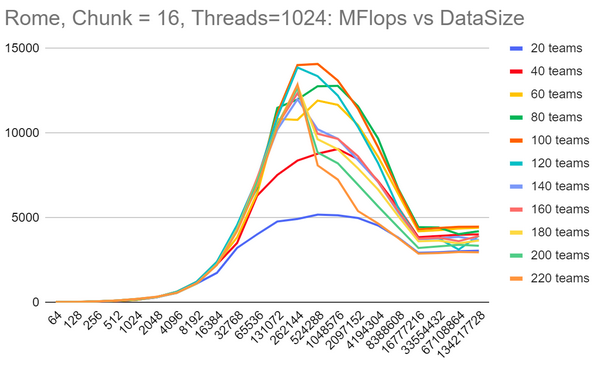 Rome, Chunk = 16, Threads=1024: MFlops vs DataSize
15000
10000
5000
0
64
128
256
512
1024
2048
4096
8192
16384
32768
65536
131072
262144
524288
1048576
2097152
4194304
8388608
16777216
33554432
67108864
134217728
20 teams
40 teams
60 teams
80 teams
100 teams
120 teams
140 teams
160 teams
180 teams
200 teams
220 teams